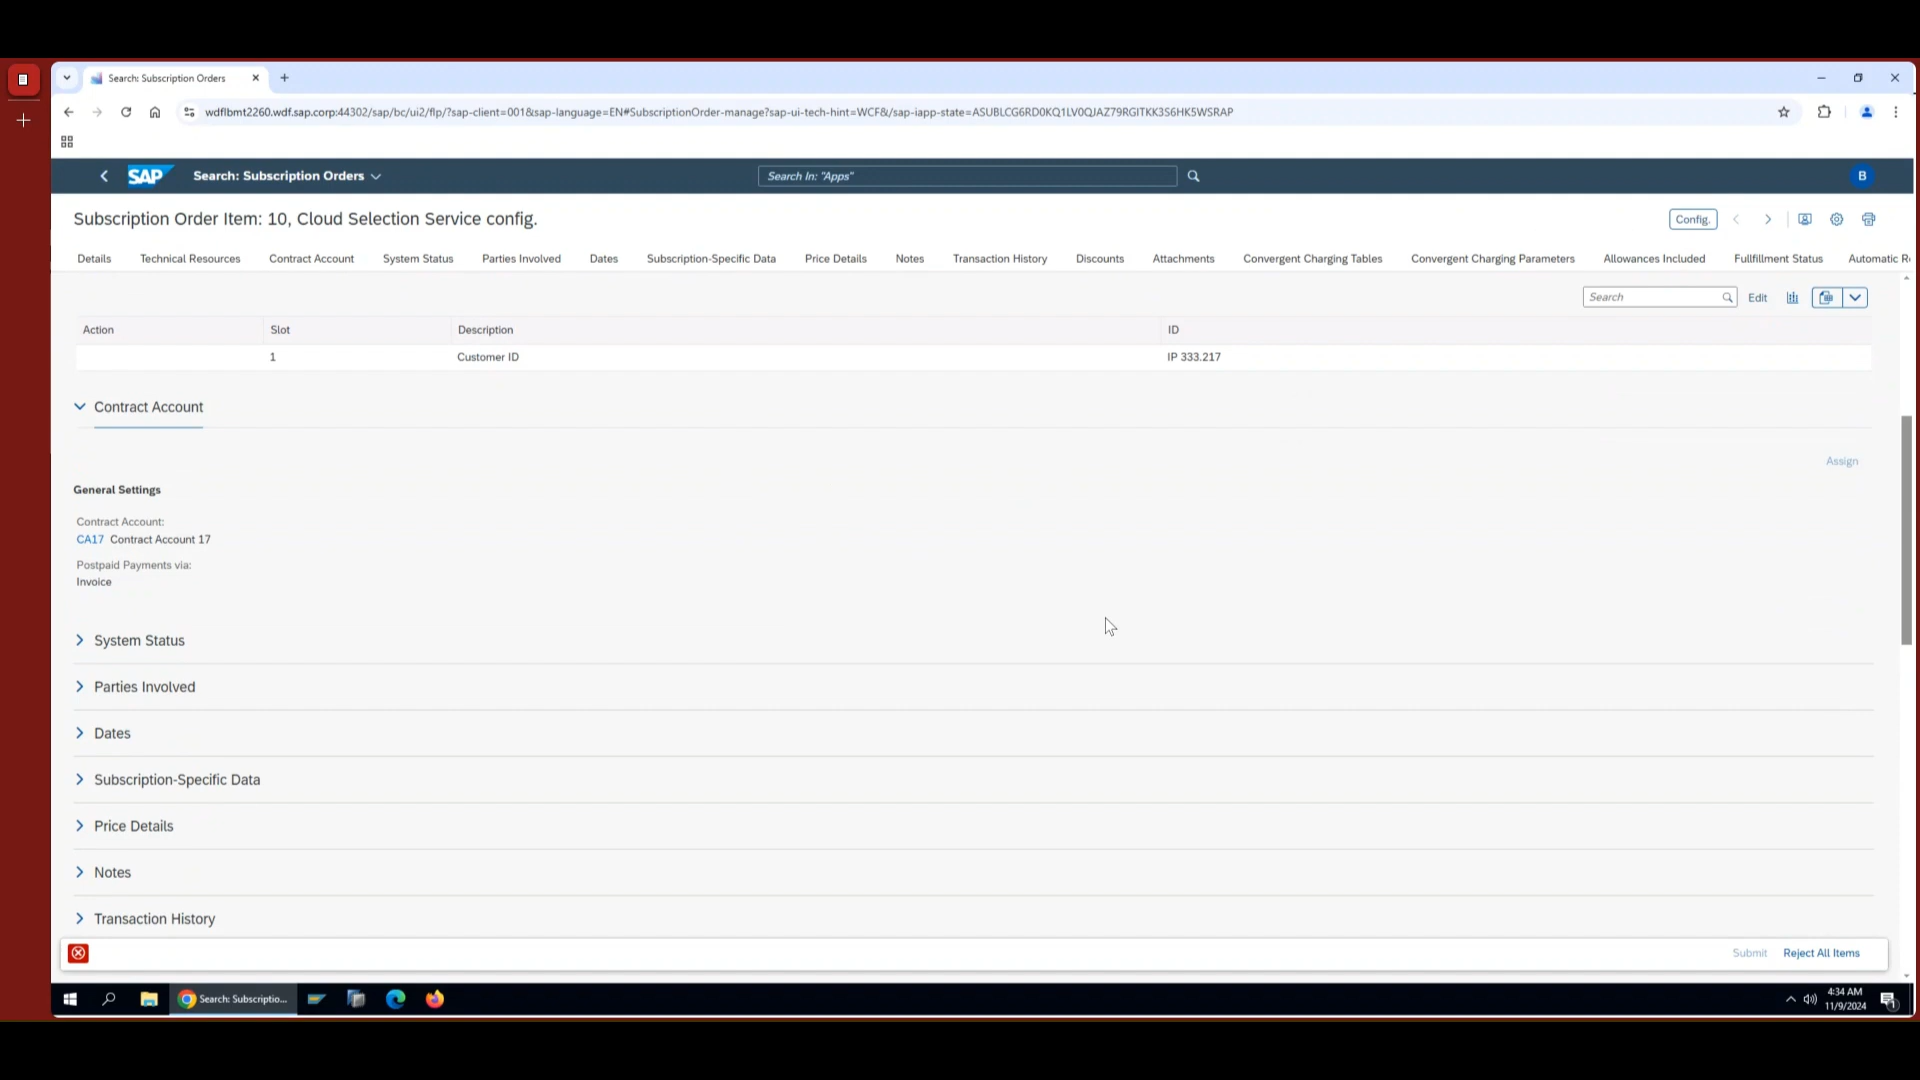 Search: Subscription Orders
wdflbmt2260.wdf.sap.corp:44302/sap/bc/ui2/flp/?sap-client=001&sap-language=EN#SubscriptionOrder-manage?sap-ui-tech-hint=WCF&/sap-iapp-state=ASUBLCG6RD0KQ1LV0QJAZ79RGITKK3S6HK5WSRAP
SAP Search: Subscription Orders Search In: "Apps" B
Subscription Order Item: 10, Cloud Selection Service config. Config.
Details Technical Resources Contract Account System Status Parties Involved Dates Subscription-Specific Data Price Details Notes Transaction History Discounts Attachments Convergent Charging Tables Convergent Charging Parameters Allowances Included Fullfillment Status Automatic R
Search Edit
Action Slot Description ID
1 Customer ID IP 333.217
Contract Account
Assign
General Settings
Contract Account:
CA17 Contract Account 17
Postpaid Payments via:
Invoice
System Status
Parties Involved
Dates
Subscription-Specific Data
Price Details
Notes
Transaction History
Submit Reject All Items
Search: Subscriptio... 4:34 AM
11/9/2024 1